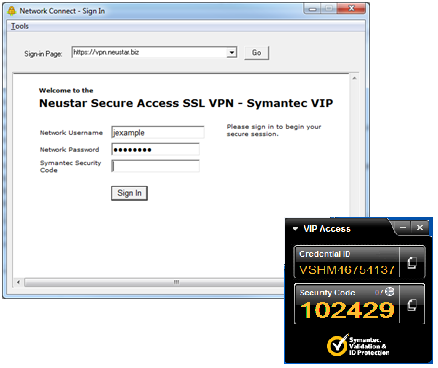 Network Connect - Sign In
Tools
Sign-in Page: https://vpn.neustar.biz Go
Welcome to the
Neustar Secure Access SSL VPN - Symantec VIP
Network Username jexample
Please sign in to begin your
secure session.
Network Password ●●●●●●●●
Symantec Security
Code
Sign In
VIP Access
Credential ID
VSHM46754137
Security Code
102429
Symantec.
Validation &
ID Protection